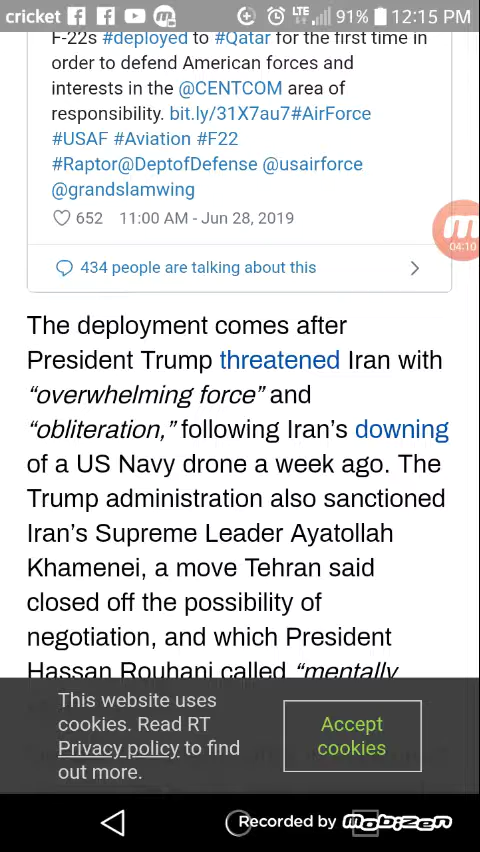 cricket LTE 91% 12:15 PM
F-22s #deployed to #Qatar for the first time in
order to defend American forces and
interests in the @CENTCOM area of
responsibility. bit.ly/31X7au7#AirForce
#USAF #Aviation #F22
#Raptor@DeptofDefense @usairforce
@grandslamwing
652 11:00 AM - Jun 28, 2019
04:10
434 people are talking about this
The deployment comes after
President Trump threatened Iran with
“overwhelming force” and
“obliteration,” following Iran’s downing
of a US Navy drone a week ago. The
Trump administration also sanctioned
Iran’s Supreme Leader Ayatollah
Khamenei, a move Tehran said
closed off the possibility of
negotiation, and which President
Hassan Rouhani called “mentally
This website uses
cookies. Read RT
Privacy policy to find
out more.
Accept
cookies
Recorded by Mobizen